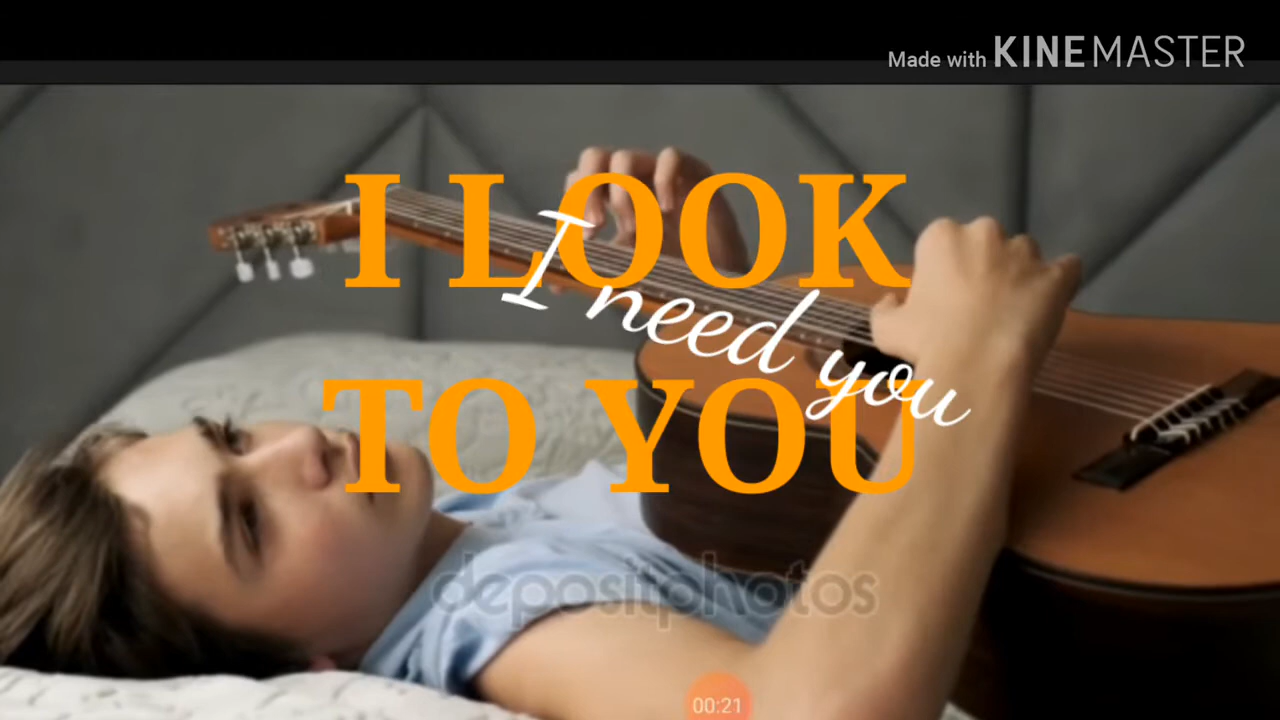 Made with KINEMASTER
I LOOK
I need you
TO YOU
depositphotos
00:21